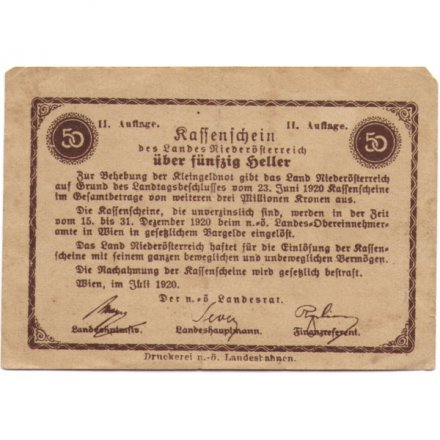 50 II. Auflage. II. Auflage. 50
Kassenschein
des Landes Niederösterreich
über fünfzig Heller
Zur Behebung der Kleingeldnot gibt das Land Niederösterreich
auf Grund des Landtagsbeschlusses vom 23. Juni 1920 Kassenscheine
im Gesamtbetrage von weiteren drei Millionen Kronen aus.
Die Kassenscheine, die unverzinslich sind, werden in der Zeit
vom 15. bis 31. Dezember 1920 beim n.-ö. Landes-Obereinnehmer-
amte in Wien in gesetzlichem Bargelde eingelöst.
Das Land Niederösterreich haftet für die Einlösung der Kassen-
scheine mit seinem ganzen beweglichen und unbeweglichen Vermögen.
Die Nachahmung der Kassenscheine wird gesetzlich bestraft.
Wien, im Juli 1920.
Der n.-ö Landesrat.
Sever
Landeshauptmann. Finanzreferent.
Druckerei n.-ö. Landesbahnen.